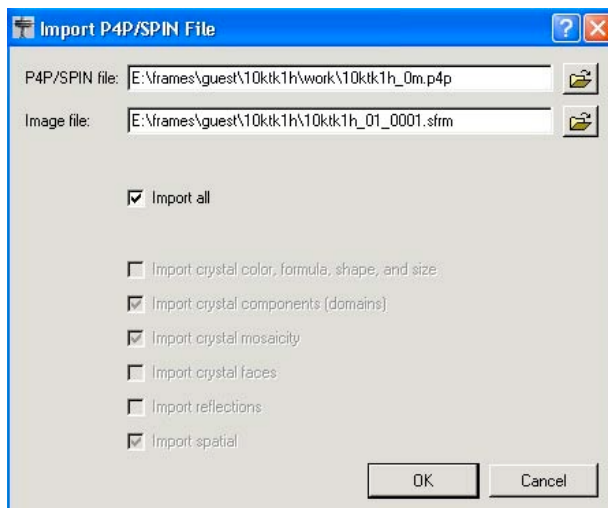 Import P4P/SPIN File
P4P/SPIN file: E:\frames\guest\10ktk1h\work\10ktk1h_0m.p4p
Image file: E:\frames\guest\10ktk1h\10ktk1h_01_0001.sfrm
Import all
Import crystal color, formula, shape, and size
Import crystal components (domains)
Import crystal mosaicity
Import crystal faces
Import reflections
Import spatial
OK Cancel